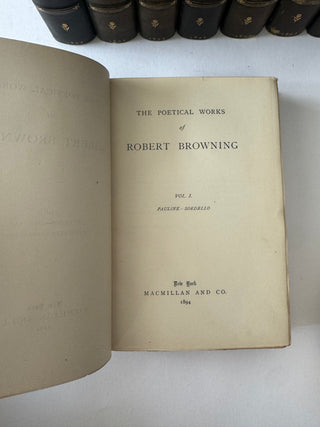 THE POETICAL WORKS
of
ROBERT BROWNING
VOL. I.
PAULINE—SORDELLO
New York
MACMILLAN AND CO.
1894